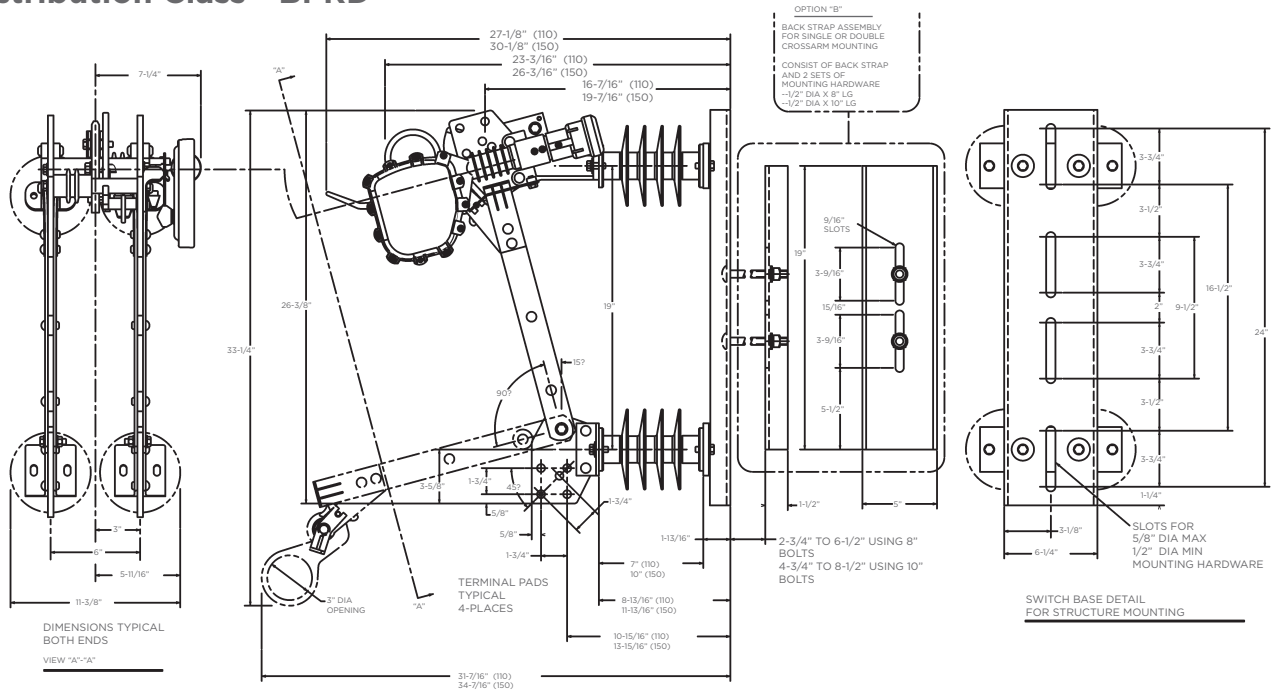 27-1/8" (110)
30-1/8" (150)
23-3/16" (110)
26-3/16" (150)
16-7/16" (110)
19-7/16" (150)
OPTION "B"
BACK STRAP ASSEMBLY
FOR SINGLE OR DOUBLE
CROSSARM MOUNTING
CONSIST OF BACK STRAP
AND 2 SETS OF
MOUNTING HARDWARE
--1/2" DIA X 8" LG
--1/2" DIA X 10" LG
7-1/4"
"A"
33-1/4"
26-3/8"
19"
15?
90?
3-5/8"
1-3/4"
45?
1-3/4"
5/8"
5/8"
1-3/4"
3" DIA
OPENING
"A"
TERMINAL PADS
TYPICAL
4-PLACES
7" (110)
10" (150)
8-13/16" (110)
11-13/16" (150)
10-15/16" (110)
13-15/16" (150)
31-7/16" (110)
34-7/16" (150)
3"
6"
5-11/16"
11-3/8"
DIMENSIONS TYPICAL
BOTH ENDS
VIEW "A"-"A"
9/16"
SLOTS
19"
3-9/16"
15/16"
3-9/16"
5-1/2"
1-1/2"
5"
1-13/16"
2-3/4" TO 6-1/2" USING 8"
BOLTS
4-3/4" TO 8-1/2" USING 10"
BOLTS
3-3/4"
3-1/2"
3-3/4"
2"
3-3/4"
3-1/2"
3-3/4"
1-1/4"
9-1/2"
16-1/2"
24"
3-1/8"
6-1/4"
SLOTS FOR
5/8" DIA MAX
1/2" DIA MIN
MOUNTING HARDWARE
SWITCH BASE DETAIL
FOR STRUCTURE MOUNTING